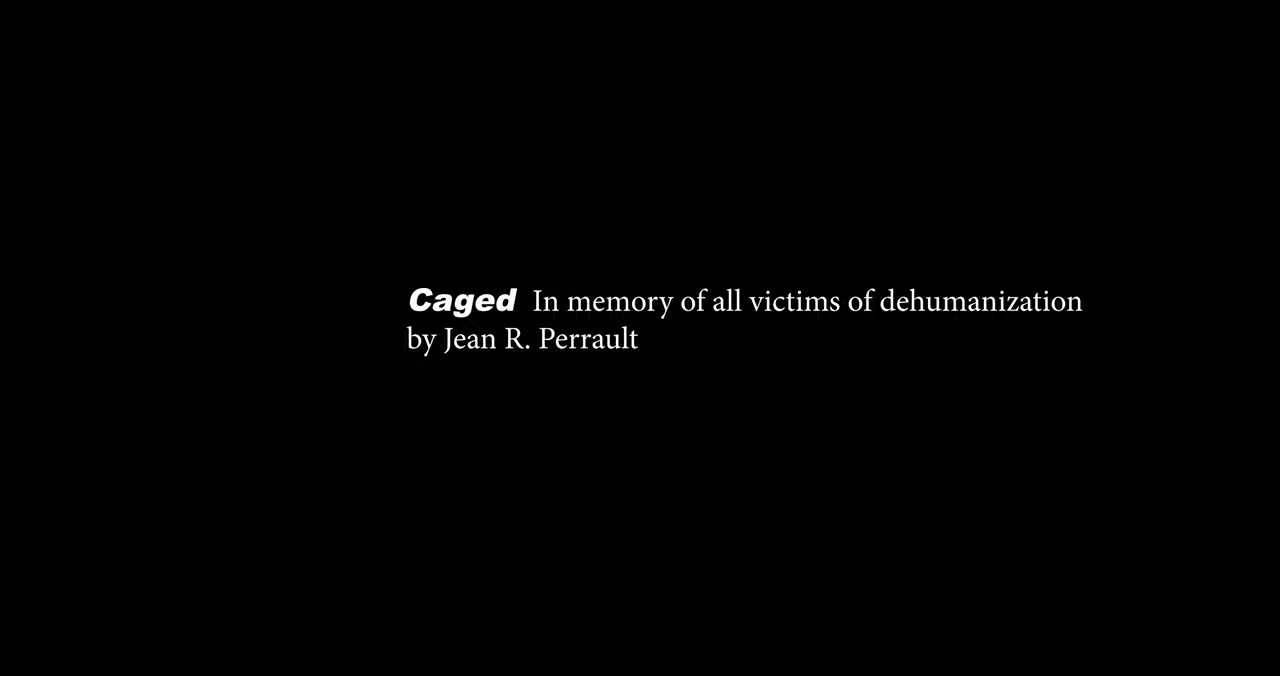 Caged In memory of all victims of dehumanization
by Jean R. Perrault